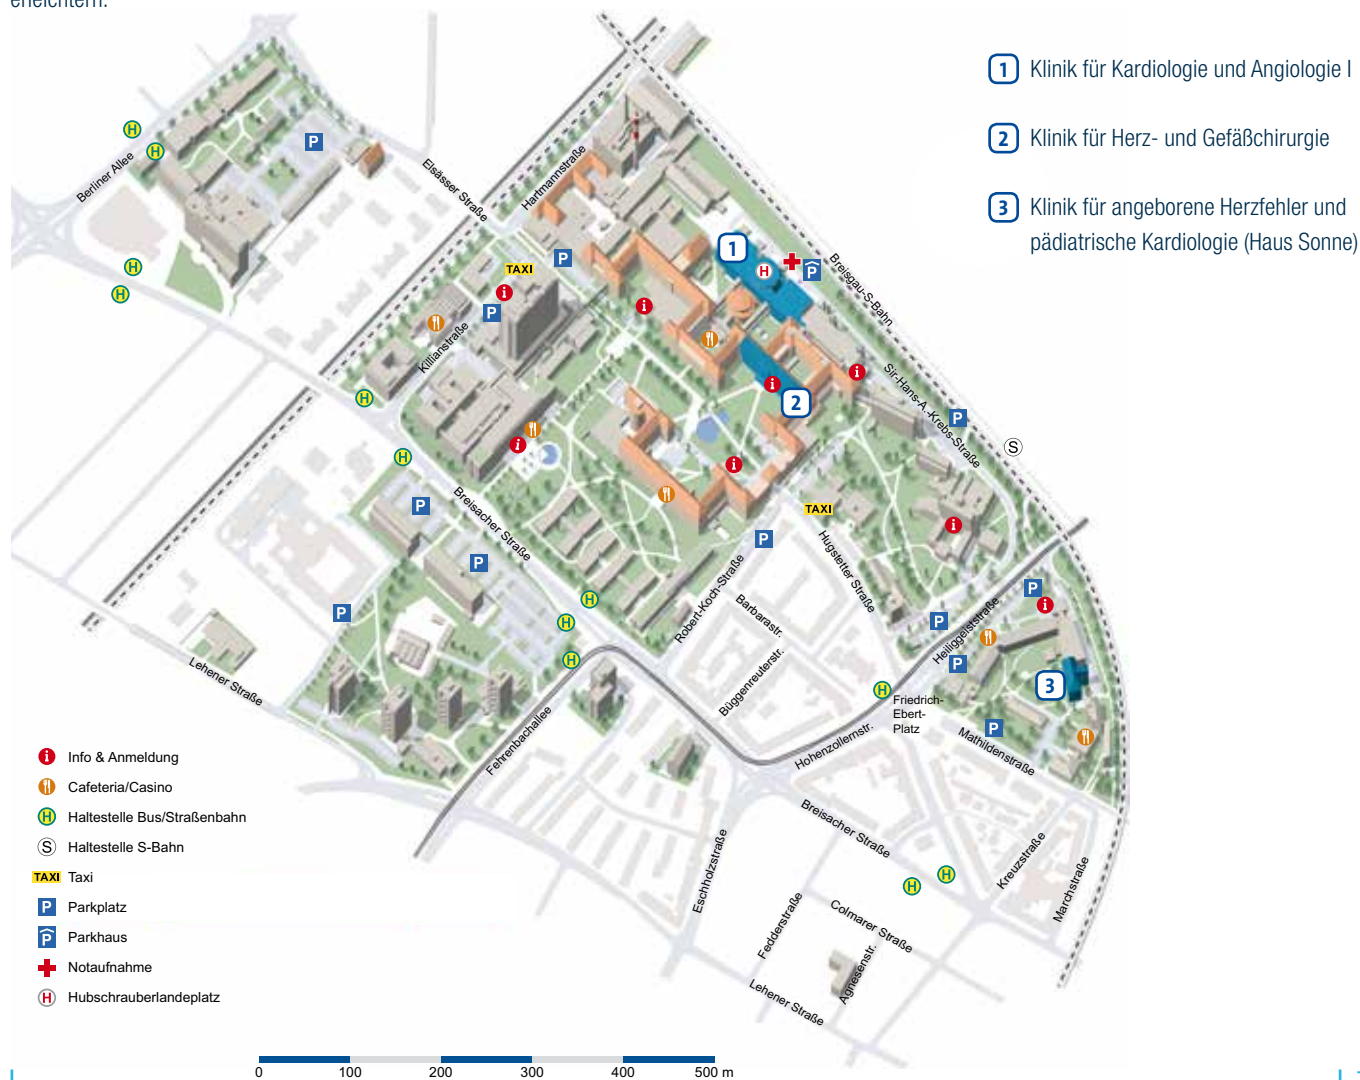 erleichtern.
1 Klinik für Kardiologie und Angiologie I
2 Klinik für Herz- und Gefäßchirurgie
3 Klinik für angeborene Herzfehler und
pädiatrische Kardiologie (Haus Sonne)
H
H
P
Berliner Allee
Elsässer Straße
Hartmannstraße
H
H
TAXI
P
i
P
Killianstraße
i
1
H
P
Breisgau-S-Bahn
i
2
i
Sir-Hans-A.-Krebs-Straße
P
S
H
H
i
i
P
Breisacher Straße
P
P
TAXI
P
i
Hugstetter Straße
Robert-Koch-Straße
Barbarastr.
Büggenreuterstr.
H
H
H
P
i
P
Heiliggeiststraße
P
3
H
Friedrich-
Ebert-
Platz
P
Mathildenstraße
Lehener Straße
Fehrenbachallee
Hohenzollernstr.
Breisacher Straße
Eschholzstraße
H
H
Kreuzstraße
Marchstraße
Fedderstraße
Colmarer Straße
Agnesenstr.
Lehener Straße
i Info & Anmeldung
Cafeteria/Casino
H Haltestelle Bus/Straßenbahn
S Haltestelle S-Bahn
TAXI Taxi
P Parkplatz
P Parkhaus
Notaufnahme
H Hubschrauberlandeplatz
0 100 200 300 400 500 m